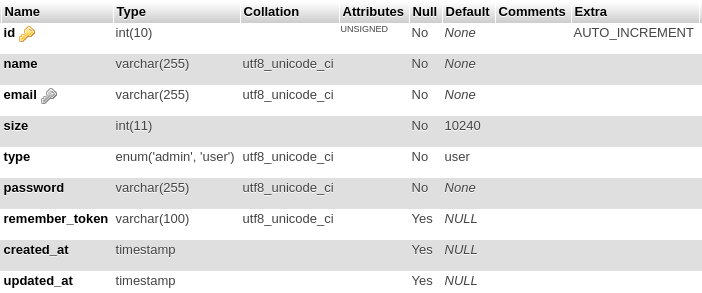 Name Type Collation Attributes Null Default Comments Extra
id int(10) UNSIGNED No None AUTO_INCREMENT
name varchar(255) utf8_unicode_ci No None
email varchar(255) utf8_unicode_ci No None
size int(11) No 10240
type enum('admin', 'user') utf8_unicode_ci No user
password varchar(255) utf8_unicode_ci No None
remember_token varchar(100) utf8_unicode_ci Yes NULL
created_at timestamp Yes NULL
updated_at timestamp Yes NULL